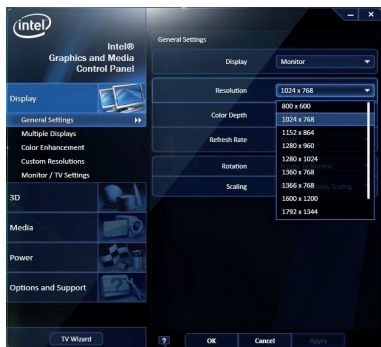 intel
Intel®
Graphics and Media
Control Panel
Display
General Settings
Multiple Displays
Color Enhancement
Custom Resolutions
Monitor / TV Settings
3D
Media
Power
Options and Support
TV Wizard
General Settings
Display Monitor
Resolution 1024 x 768
800 x 600
1024 x 768
1152 x 864
1280 x 960
1280 x 1024
1360 x 768
1366 x 768
1600 x 1200
1792 x 1344
Color Depth
Refresh Rate
Rotation
Scaling Scaling
? OK Cancel Apply